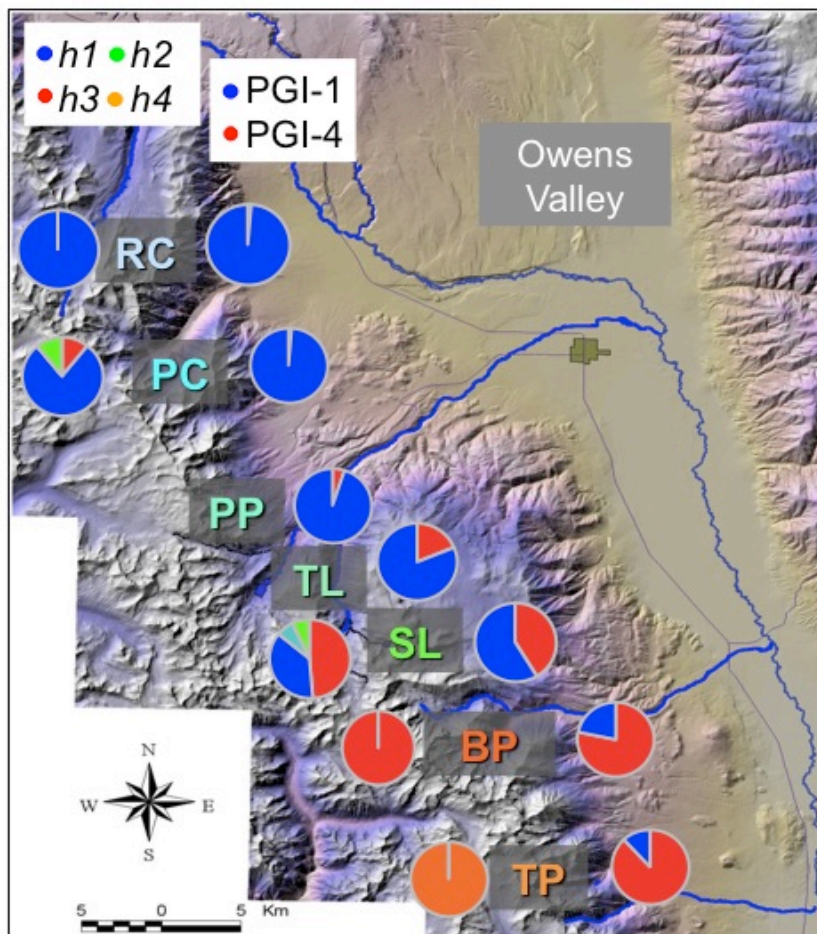 h1 h2
h3 h4
PGI-1
PGI-4
Owens
Valley
RC
PC
PP
TL
SL
BP
TP
N
W E
S
5 0 5 Km